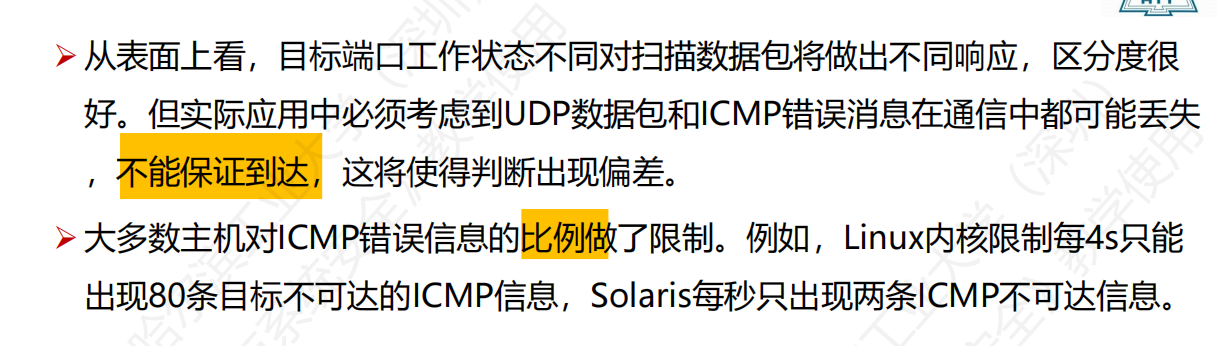 从表面上看，目标端口工作状态不同对扫描数据包将做出不同响应，区分度很
好。但实际应用中必须考虑到UDP数据包和ICMP错误消息在通信中都可能丢失
，不能保证到达，这将使得判断出现偏差。
大多数主机对ICMP错误信息的比例做了限制。例如，Linux内核限制每4s只能
出现80条目标不可达的ICMP信息，Solaris每秒只出现两条ICMP不可达信息。